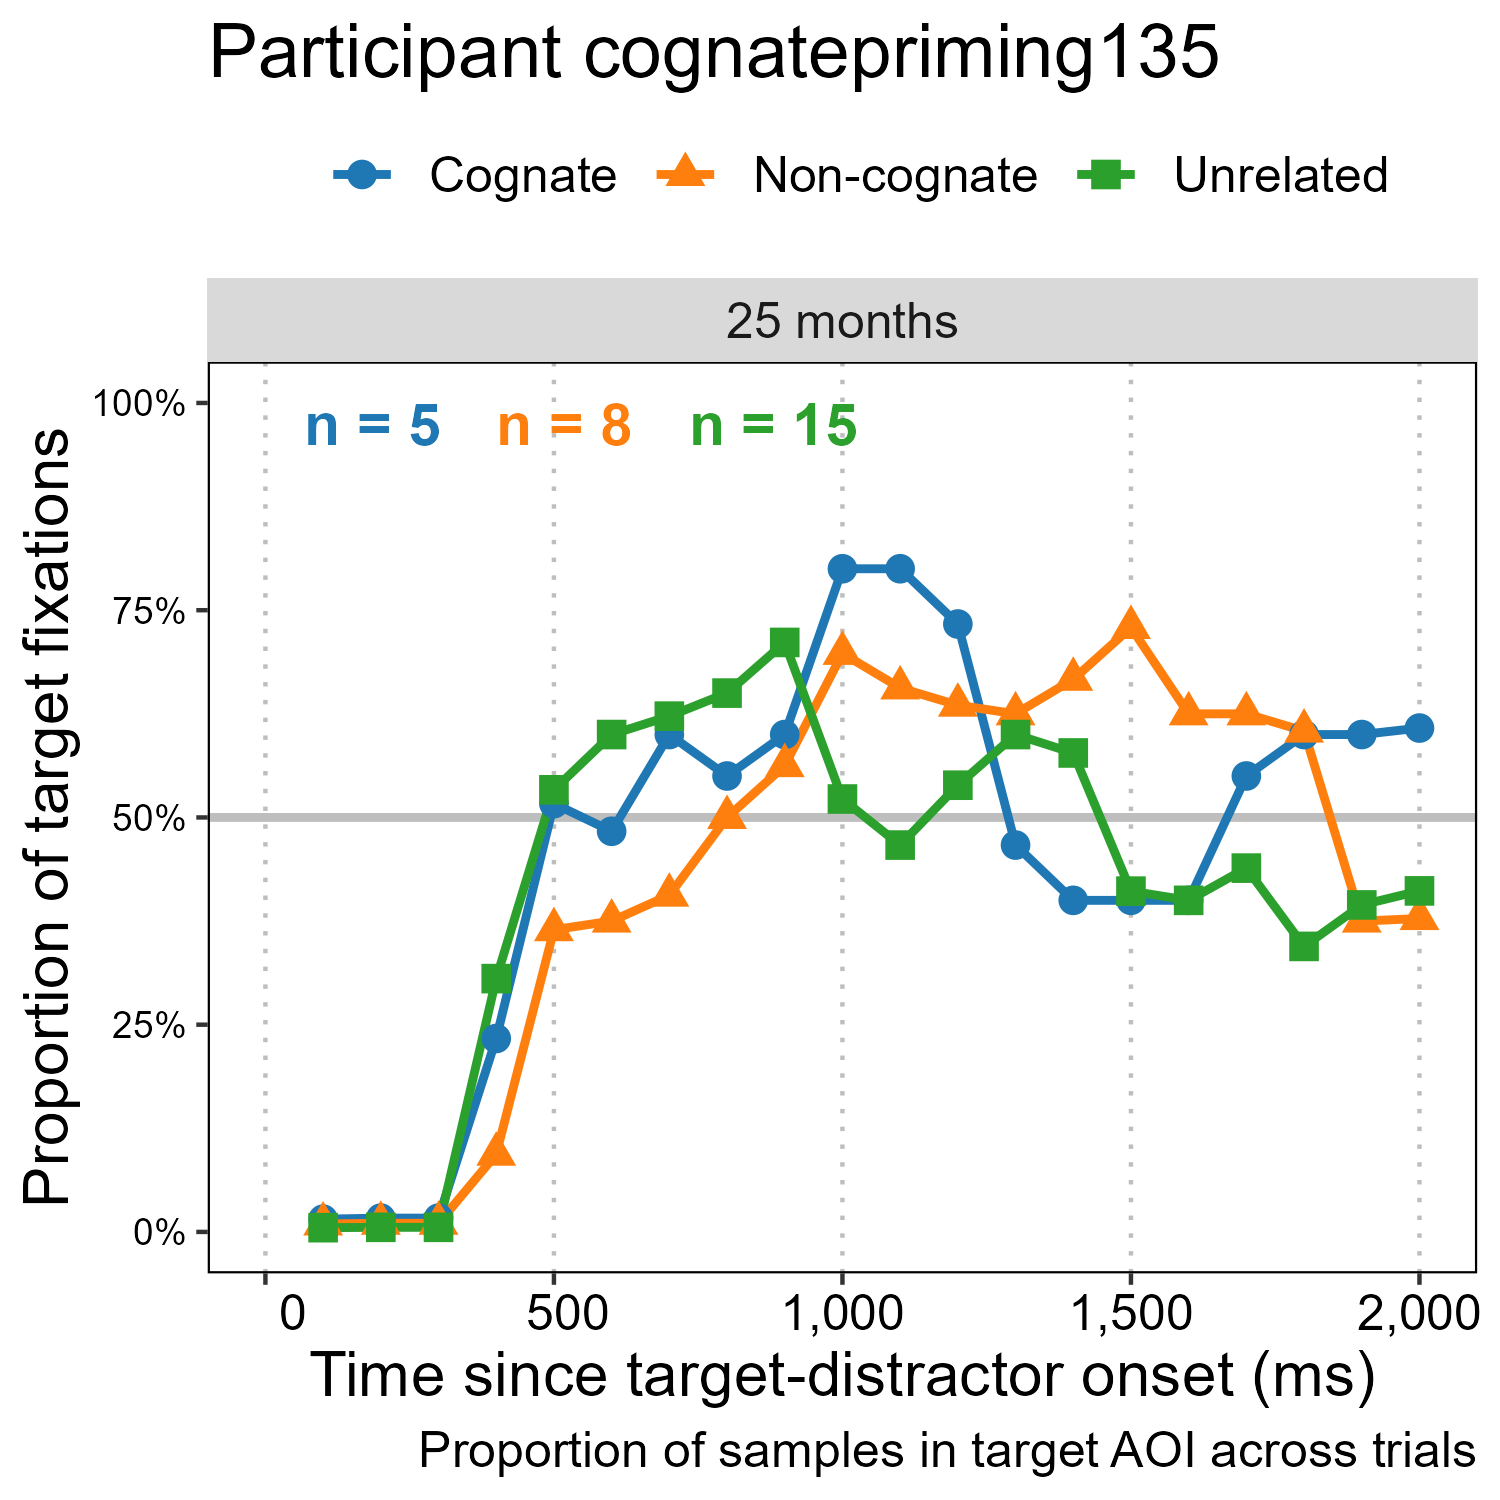 Participant cognatepriming135
Cognate Non-cognate Unrelated
25 months
n = 5 n = 8 n = 15
Proportion of target fixations
100%
75%
50%
25%
0%
0 500 1,000 1,500 2,000
Time since target-distractor onset (ms)
Proportion of samples in target AOI across trials